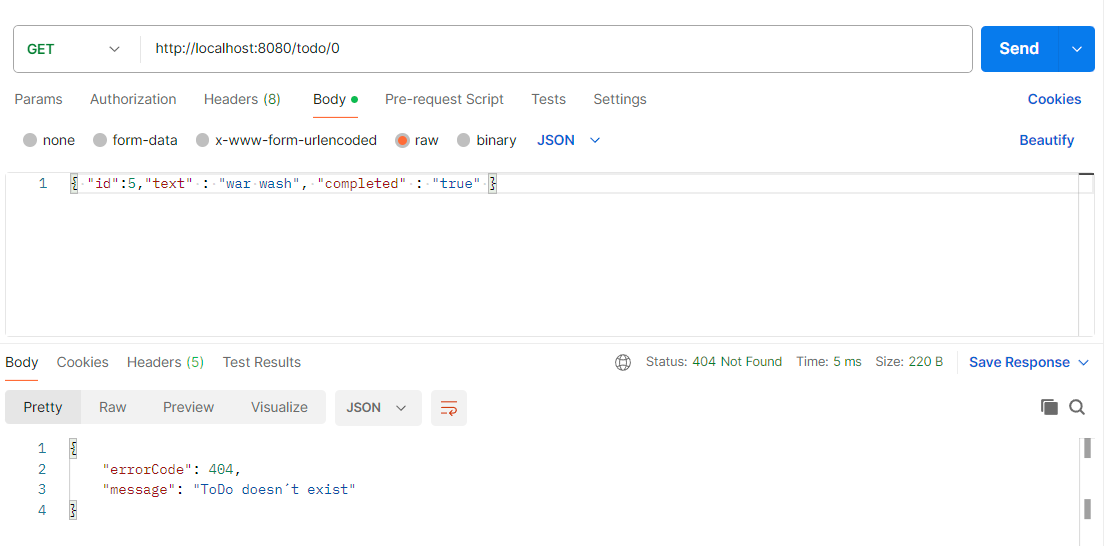 GET http://localhost:8080/todo/0 Send
Params Authorization Headers (8) Body Pre-request Script Tests Settings Cookies
none form-data x-www-form-urlencoded raw binary JSON Beautify
1 { "id":5,"text" : "war wash", "completed" : "true" }
Body Cookies Headers (5) Test Results Status: 404 Not Found Time: 5 ms Size: 220 B Save Response
Pretty Raw Preview Visualize JSON
1 {
2 "errorCode": 404,
3 "message": "ToDo doesn´t exist"
4 }